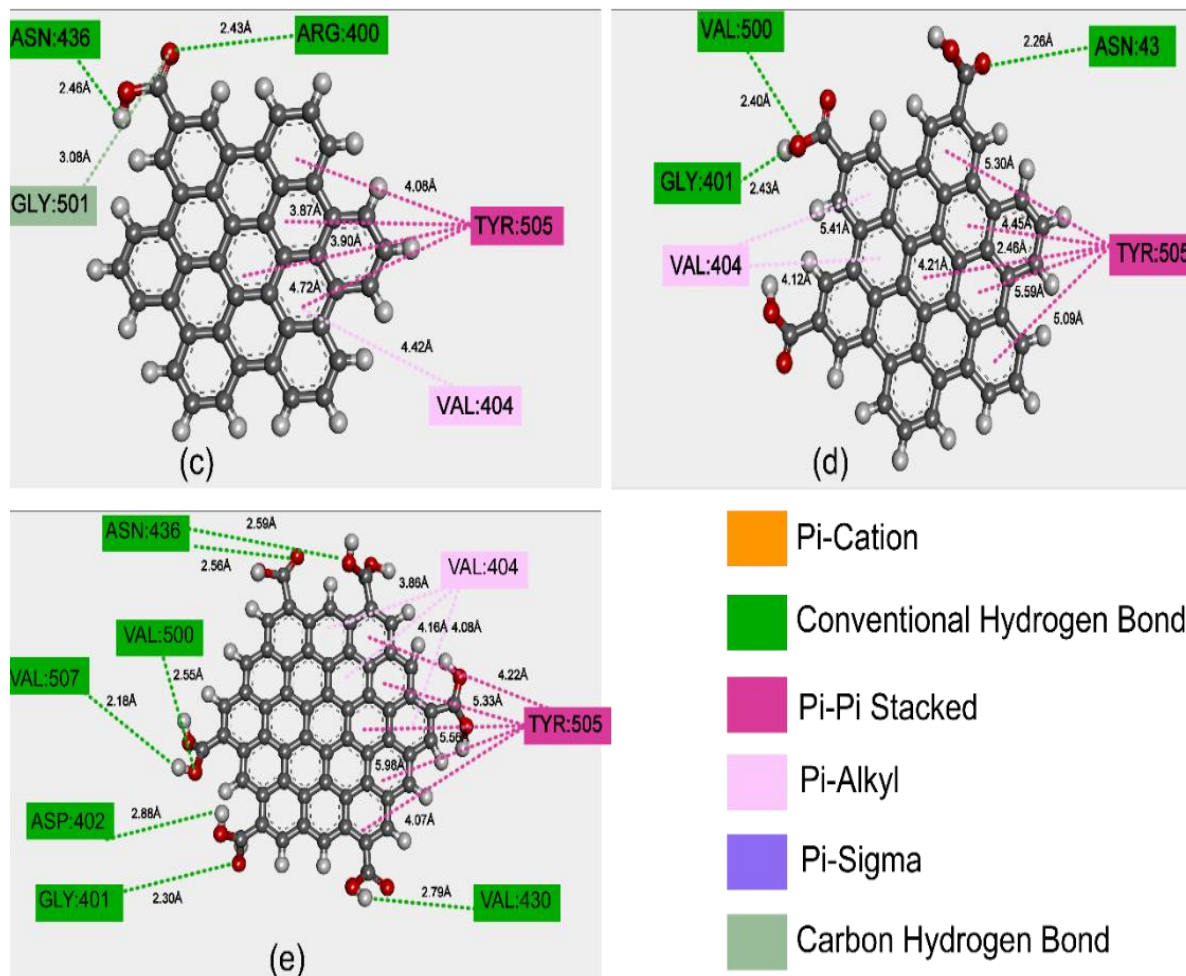 ASN:436
2.43Å
ARG:400
2.46Å
3.08Å
GLY:501
4.08Å
3.87Å
TYR:505
3.90Å
4.72Å
4.42Å
VAL:404
(c)
VAL:500
2.26Å
ASN:43
2.40Å
GLY:401
2.43Å
5.30Å
4.45Å
5.41Å
2.46Å
TYR:505
VAL:404
4.21Å
4.12Å
5.59Å
5.09Å
(d)
ASN:436
2.59Å
2.56Å
VAL:404
3.86Å
4.16Å
4.08Å
VAL:500
4.22Å
VAL:507
2.55Å
2.18Å
5.33Å
TYR:505
5.56Å
5.98Å
ASP:402
2.88Å
4.07Å
GLY:401
2.30Å
2.79Å
VAL:430
(e)
Pi-Cation
Conventional Hydrogen Bond
Pi-Pi Stacked
Pi-Alkyl
Pi-Sigma
Carbon Hydrogen Bond